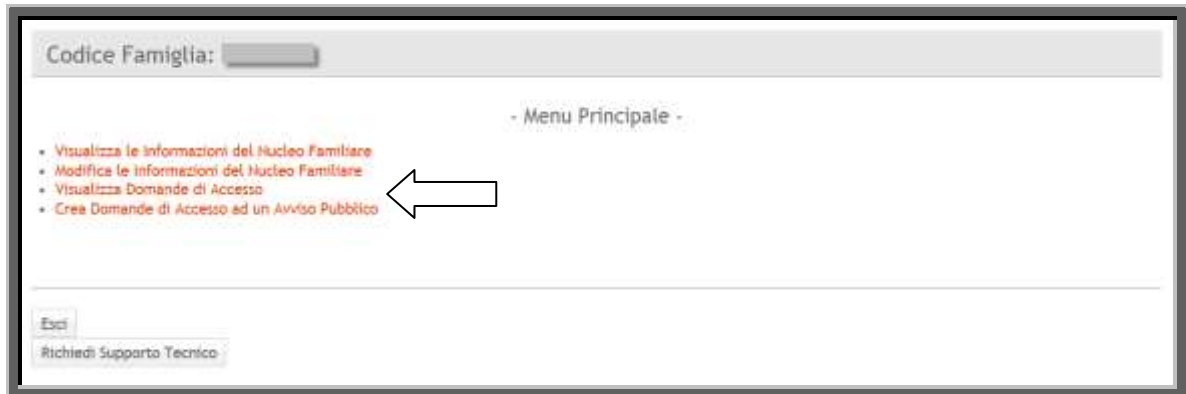 Codice Famiglia:
- Menu Principale -
Visualizza le Informazioni del Nucleo Familiare
Modifica le Informazioni del Nucleo Familiare
Visualizza Domande di Accesso
Crea Domande di Accesso ad un Avviso Pubblico
Esci
Richiedi Supporto Tecnico